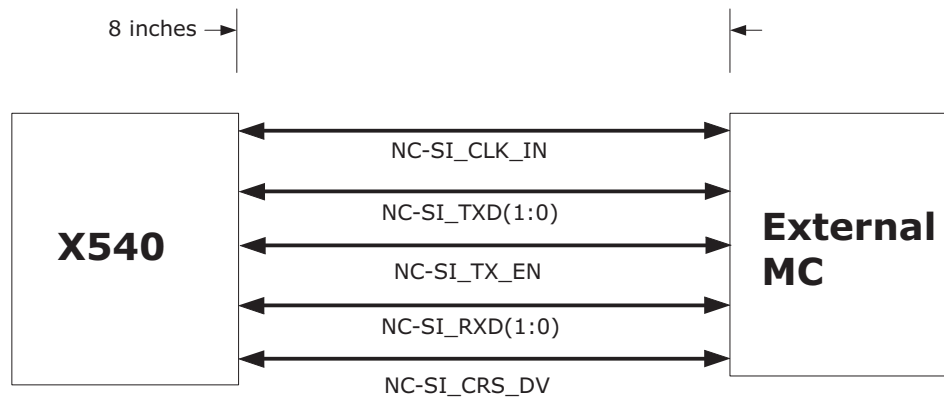 8 inches
NC-SI_CLK_IN
NC-SI_TXD(1:0)
X540
External
MC
NC-SI_TX_EN
NC-SI_RXD(1:0)
NC-SI_CRS_DV